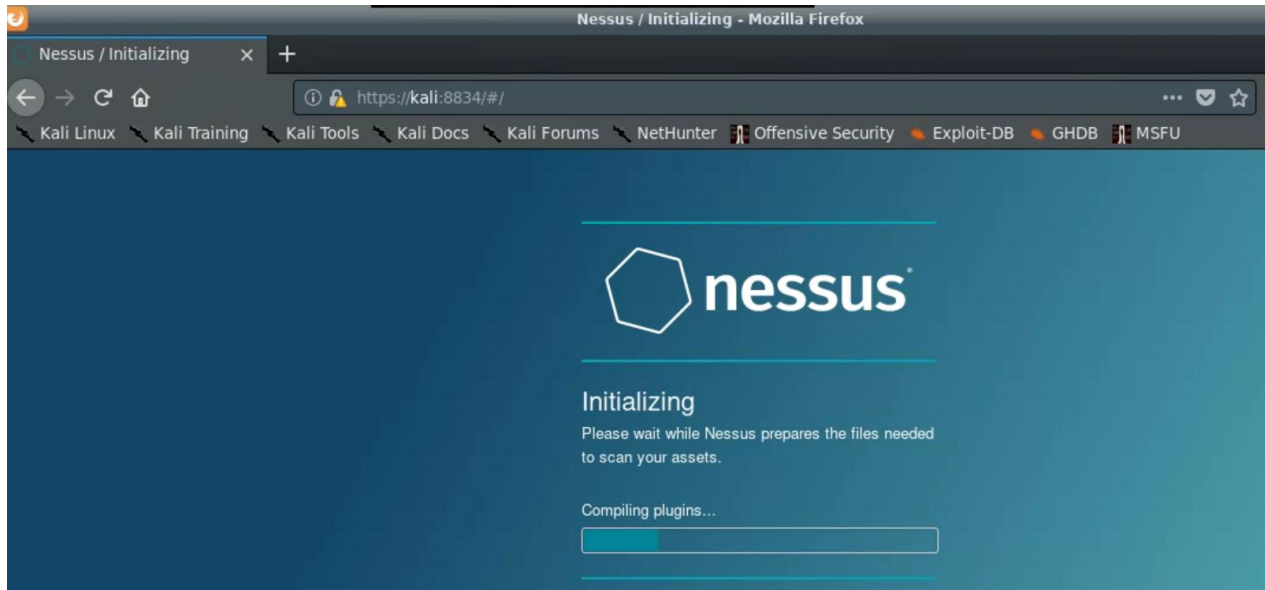 Nessus / Initializing - Mozilla Firefox
Nessus / Initializing
https://kali:8834/#/
Kali Linux Kali Training Kali Tools Kali Docs Kali Forums NetHunter Offensive Security Exploit-DB GHDB MSFU
nessus®
Initializing
Please wait while Nessus prepares the files needed
to scan your assets.
Compiling plugins...